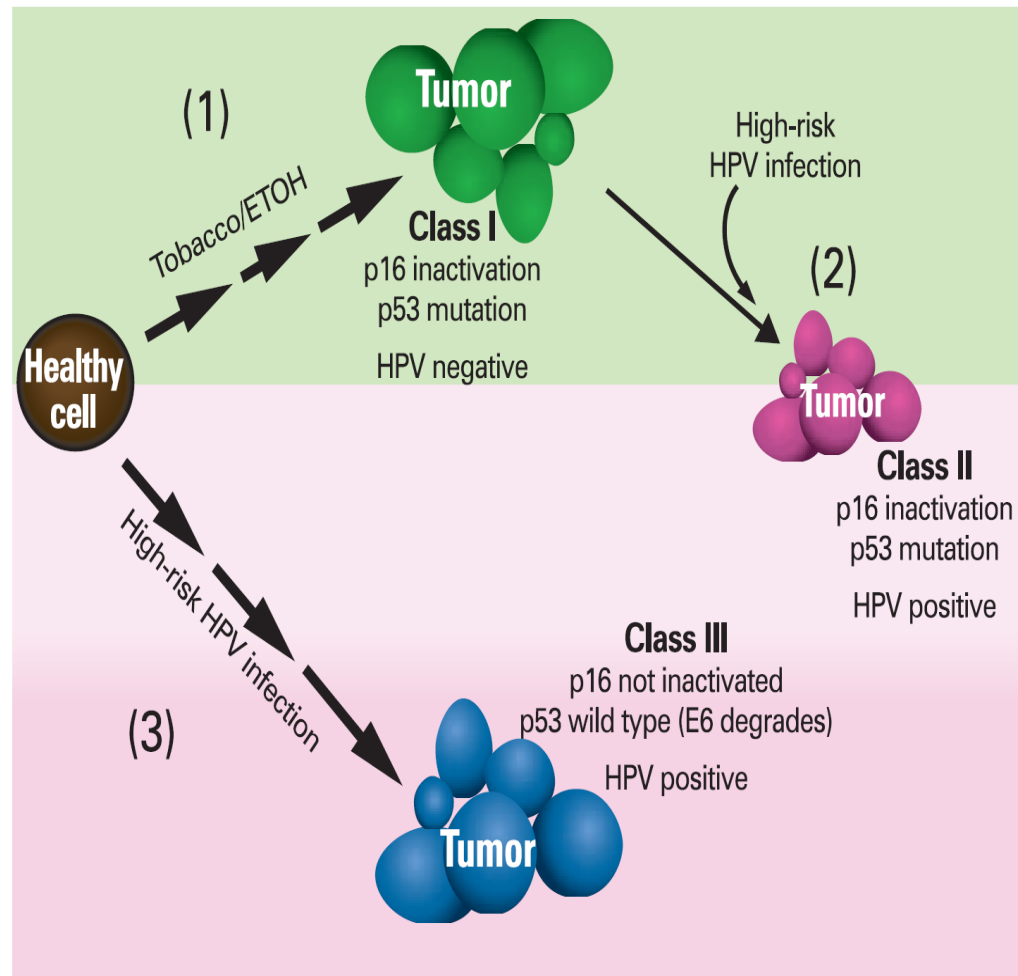 (1)
Tobacco/ETOH
Tumor
Class I
p16 inactivation
p53 mutation
HPV negative
High-risk
HPV infection
(2)
Tumor
Class II
p16 inactivation
p53 mutation
HPV positive
Healthy
cell
High-risk HPV infection
(3)
Class III
p16 not inactivated
p53 wild type (E6 degrades)
HPV positive
Tumor